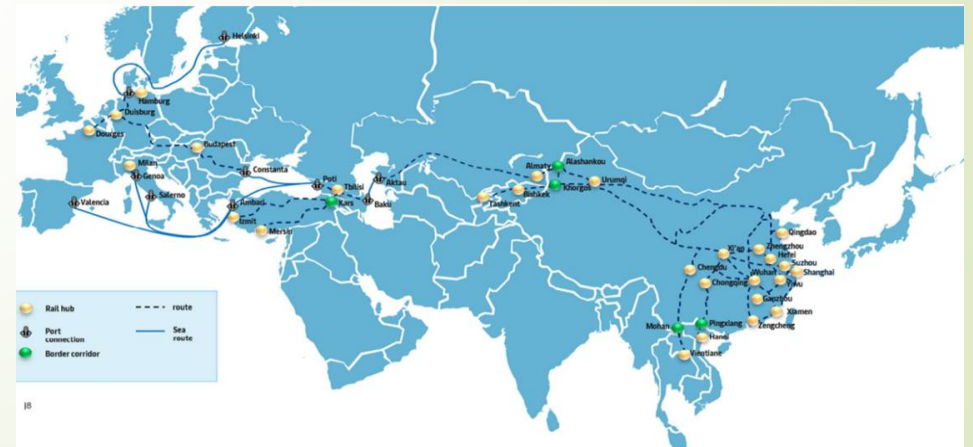 Helsinki
Hamburg
Duisburg
Dourges
Budapest
Milan
Genoa
Constanta
Salerno
Valencia
Poti
Tbilisi
Kars
Ambarlı
Izmit
Mersin
Aktau
Baku
Almaty
Alashankou
Khorgos
Urumqi
Bishkek
Tashkent
Qingdao
Xi'an
Zhengzhou
Hefei
Suzhou
Shanghai
Chengdu
Chongqing
Wuhan
Yiwu
Ganzhou
Xiamen
Zengcheng
Mohan
Pingxiang
Hanoi
Vientiane
Rail hub
route
Port
connection
Sea
route
Border corridor
|8